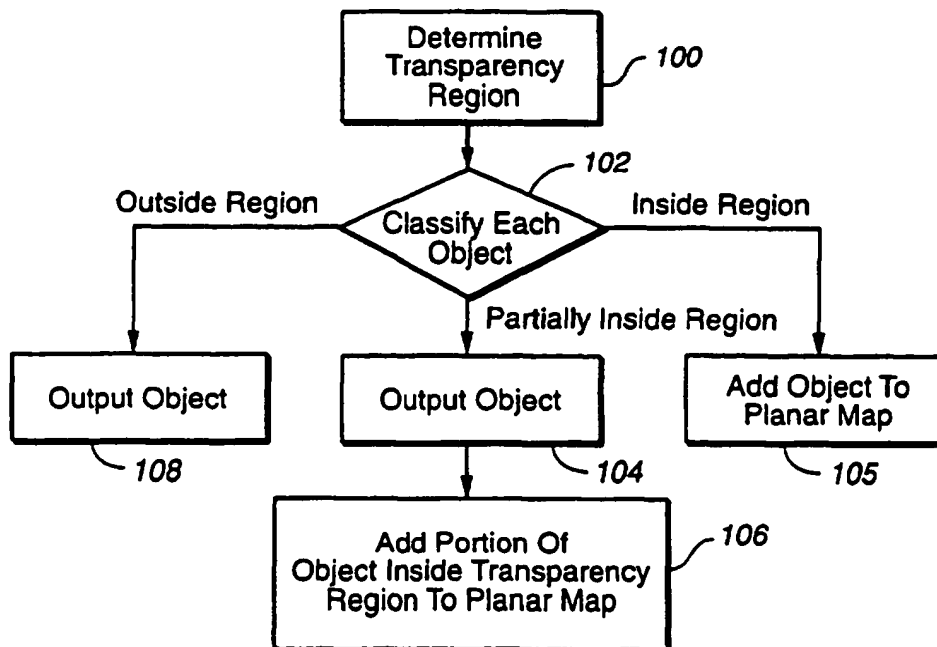 Determine
Transparency
Region
100
102
Outside Region
Classify Each
Object
Inside Region
Partially Inside Region
Output Object
108
Output Object
104
Add Object To
Planar Map
105
Add Portion Of
Object Inside Transparency
Region To Planar Map
106